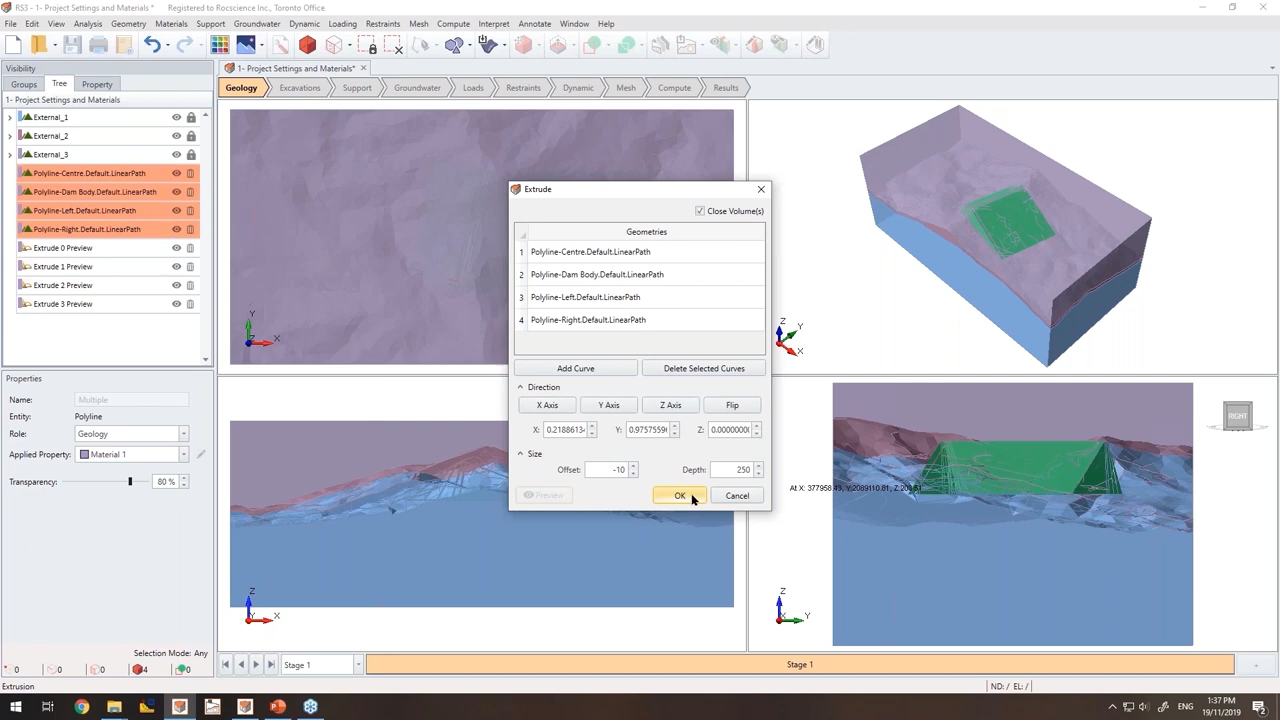 RS3 - Project Settings and Materials *
Registered to Rocscience Inc., Toronto Office
File Edit View Analysis Geometry Materials Support Groundwater Dynamic Loading Restraints Mesh Compute Interpret Annotate Window Help
Visibility
1- Project Settings and Materials*
Groups Tree Property
Geology Excavations Support Groundwater Loads Restraints Dynamic Mesh Compute Results
1- Project Settings and Materials
External_1
External_2
External_3
Polyline-Centre.Default.LinearPath
Polyline-Dam Body.Default.LinearPath
Polyline-Left.Default.LinearPath
Polyline-Right.Default.LinearPath
Extrude 0 Preview
Extrude 1 Preview
Extrude 2 Preview
Extrude 3 Preview
Properties
Name: Multiple
Entity: Polyline
Role: Geology
Applied Property: Material 1
Transparency: 80 %
Selection Mode: Any
0 0 0 4 0
Extrusion
Extrude
Close Volume(s)
Geometries
1 Polyline-Centre.Default.LinearPath
2 Polyline-Dam Body.Default.LinearPath
3 Polyline-Left.Default.LinearPath
4 Polyline-Right.Default.LinearPath
Add Curve Delete Selected Curves
Direction
X Axis Y Axis Z Axis Flip
X: 0.2188613 Y: 0.9757559 Z: 0.0000000
Size
Offset: -10 Depth: 250
Preview OK Cancel
Y
X
Z
Y
X
Z
Y
X
Z
Y
RIGHT
Stage 1
Stage 1
ND: / EL: /
ENG
1:37 PM
19/11/2019
2